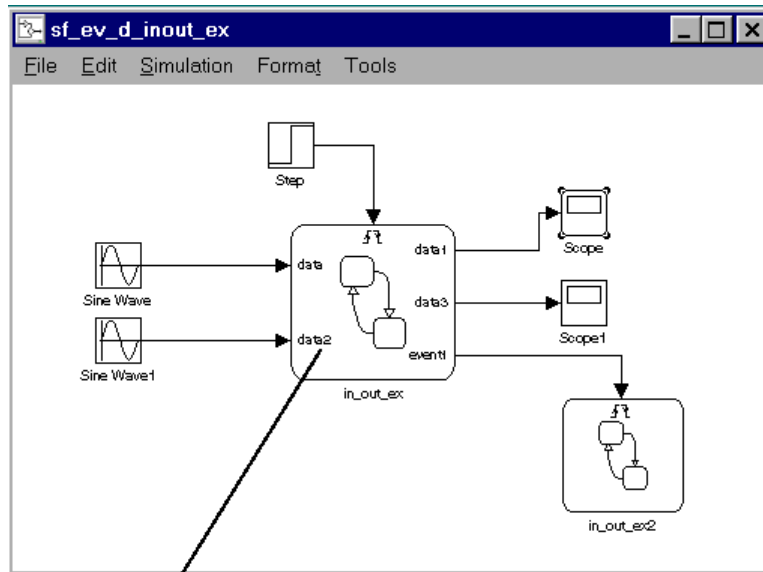 sf_ev_d_inout_ex
File Edit Simulation Format Tools
Step
data
data2
data1
data3
event1
Sine Wave
Sine Wave1
in_out_ex
Scope
Scope1
in_out_ex2